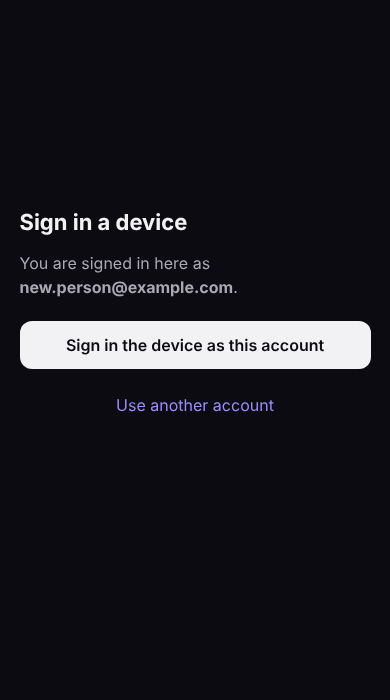 Sign in a device
You are signed in here as
new.person@example.com.
Sign in the device as this account
Use another account